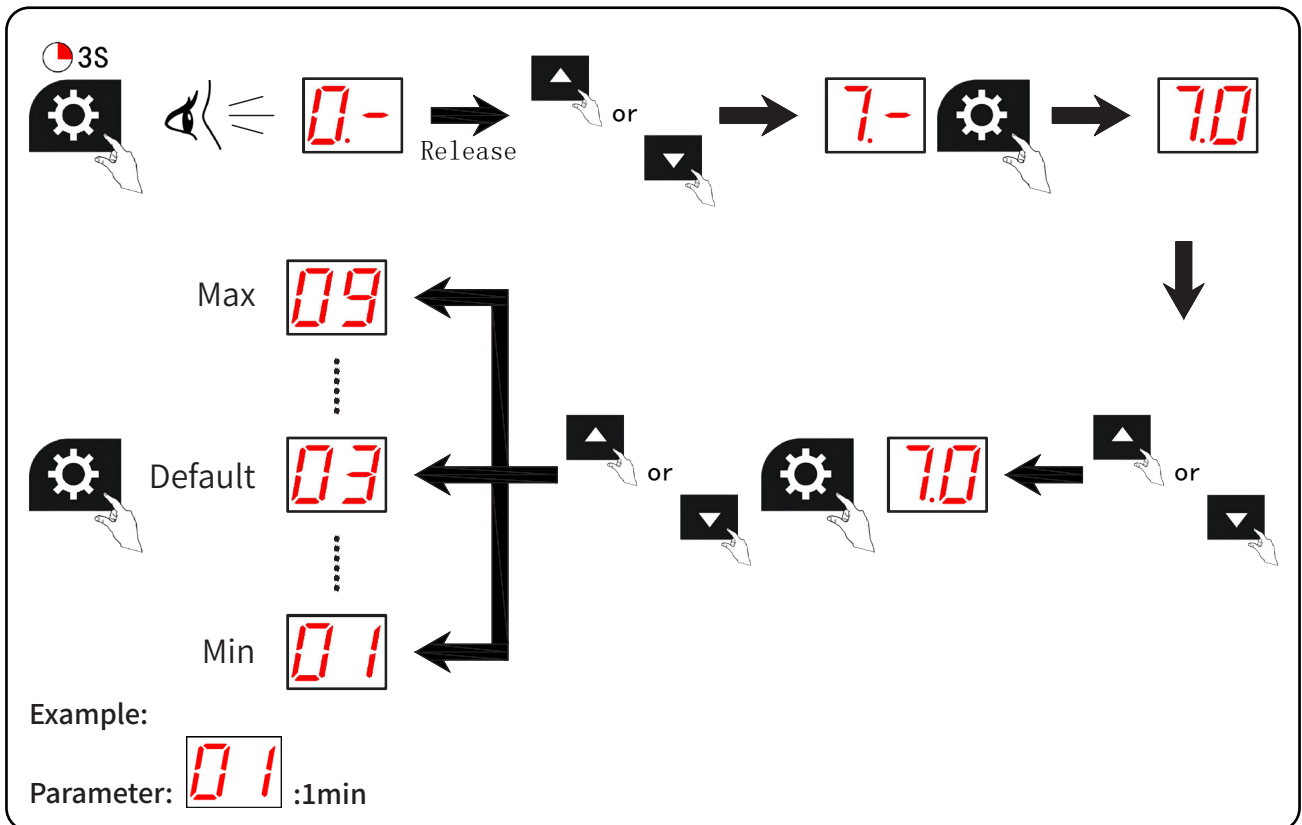 3S
0.-
Release
or
7.-
7.0
Max
09
Default
03
or
7.0
or
Min
01
Example:
Parameter: 01 :1min